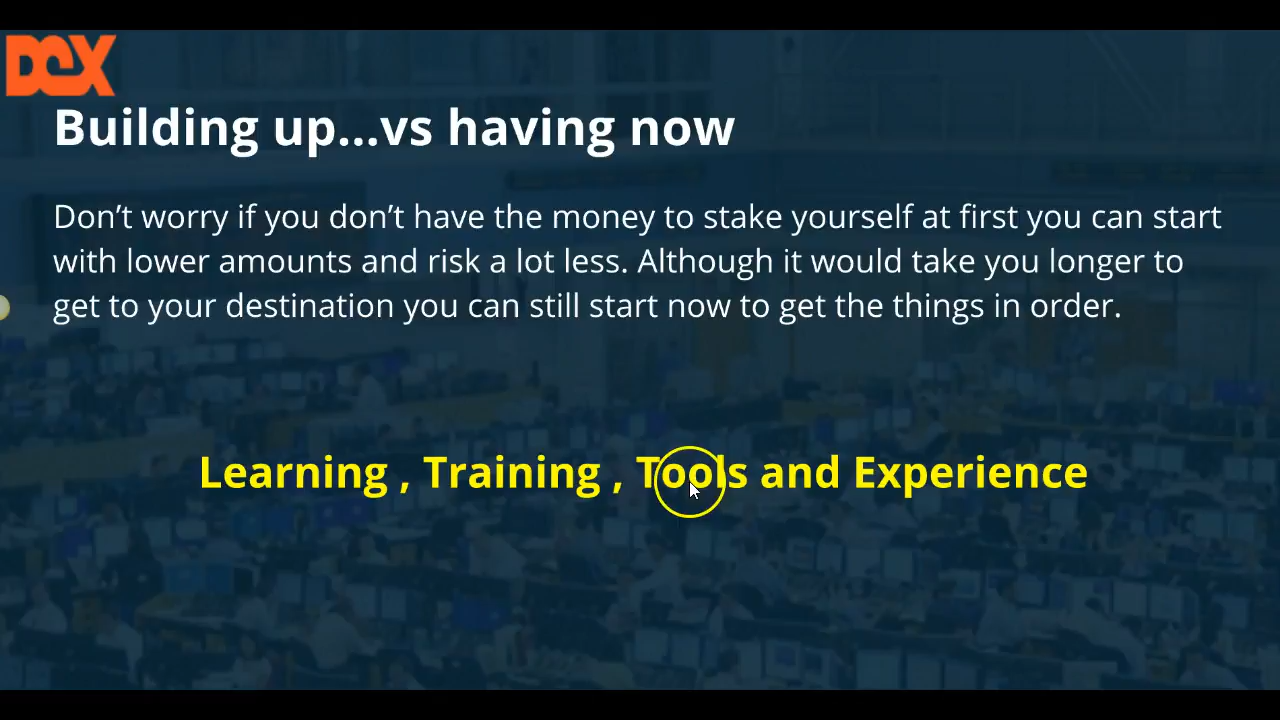 DEX
Building up...vs having now
Don’t worry if you don’t have the money to stake yourself at first you can start
with lower amounts and risk a lot less. Although it would take you longer to
get to your destination you can still start now to get the things in order.
Learning , Training , Tools and Experience